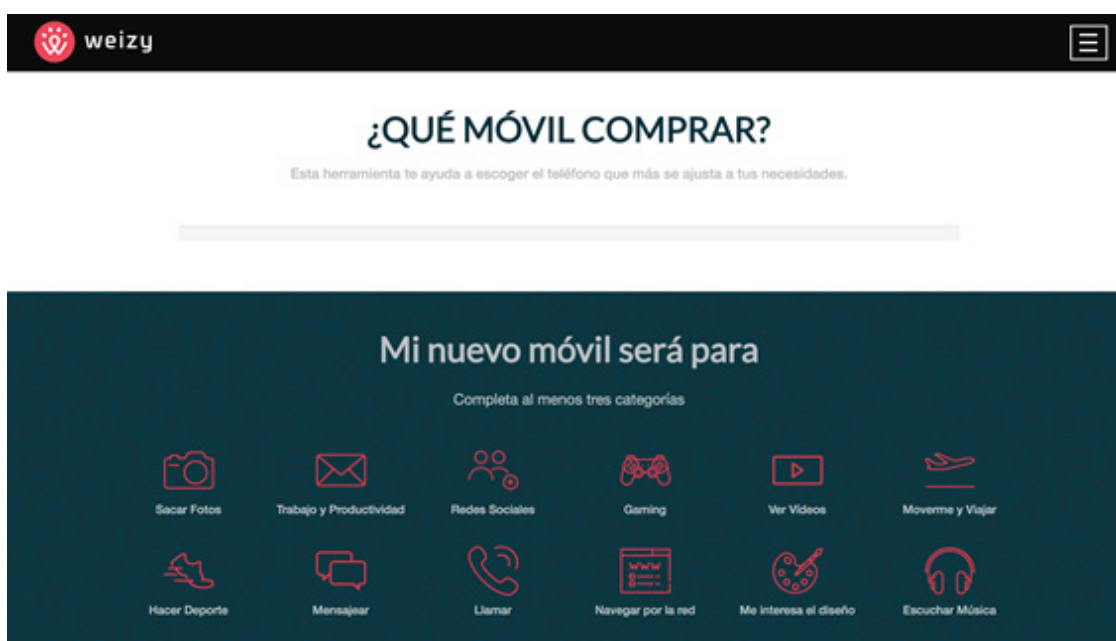 weizy
¿QUÉ MÓVIL COMPRAR?
Esta herramienta te ayuda a escoger el teléfono que más se ajusta a tus necesidades.
Mi nuevo móvil será para
Completa al menos tres categorías
Sacar Fotos
Trabajo y Productividad
Redes Sociales
Gaming
Ver Vídeos
Moverme y Viajar
WWW
Hacer Deporte
Mensajear
Llamar
Navegar por la red
Me interesa el diseño
Escuchar Música